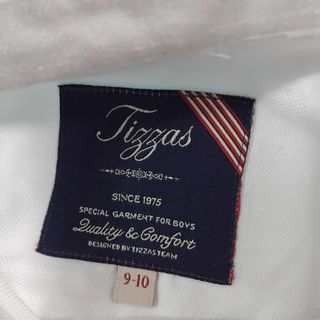 Tizzas
SINCE 1975
SPECIAL GARMENT FOR BOYS
Quality & Comfort
DESIGNED BY TIZZAS TEAM
9-10